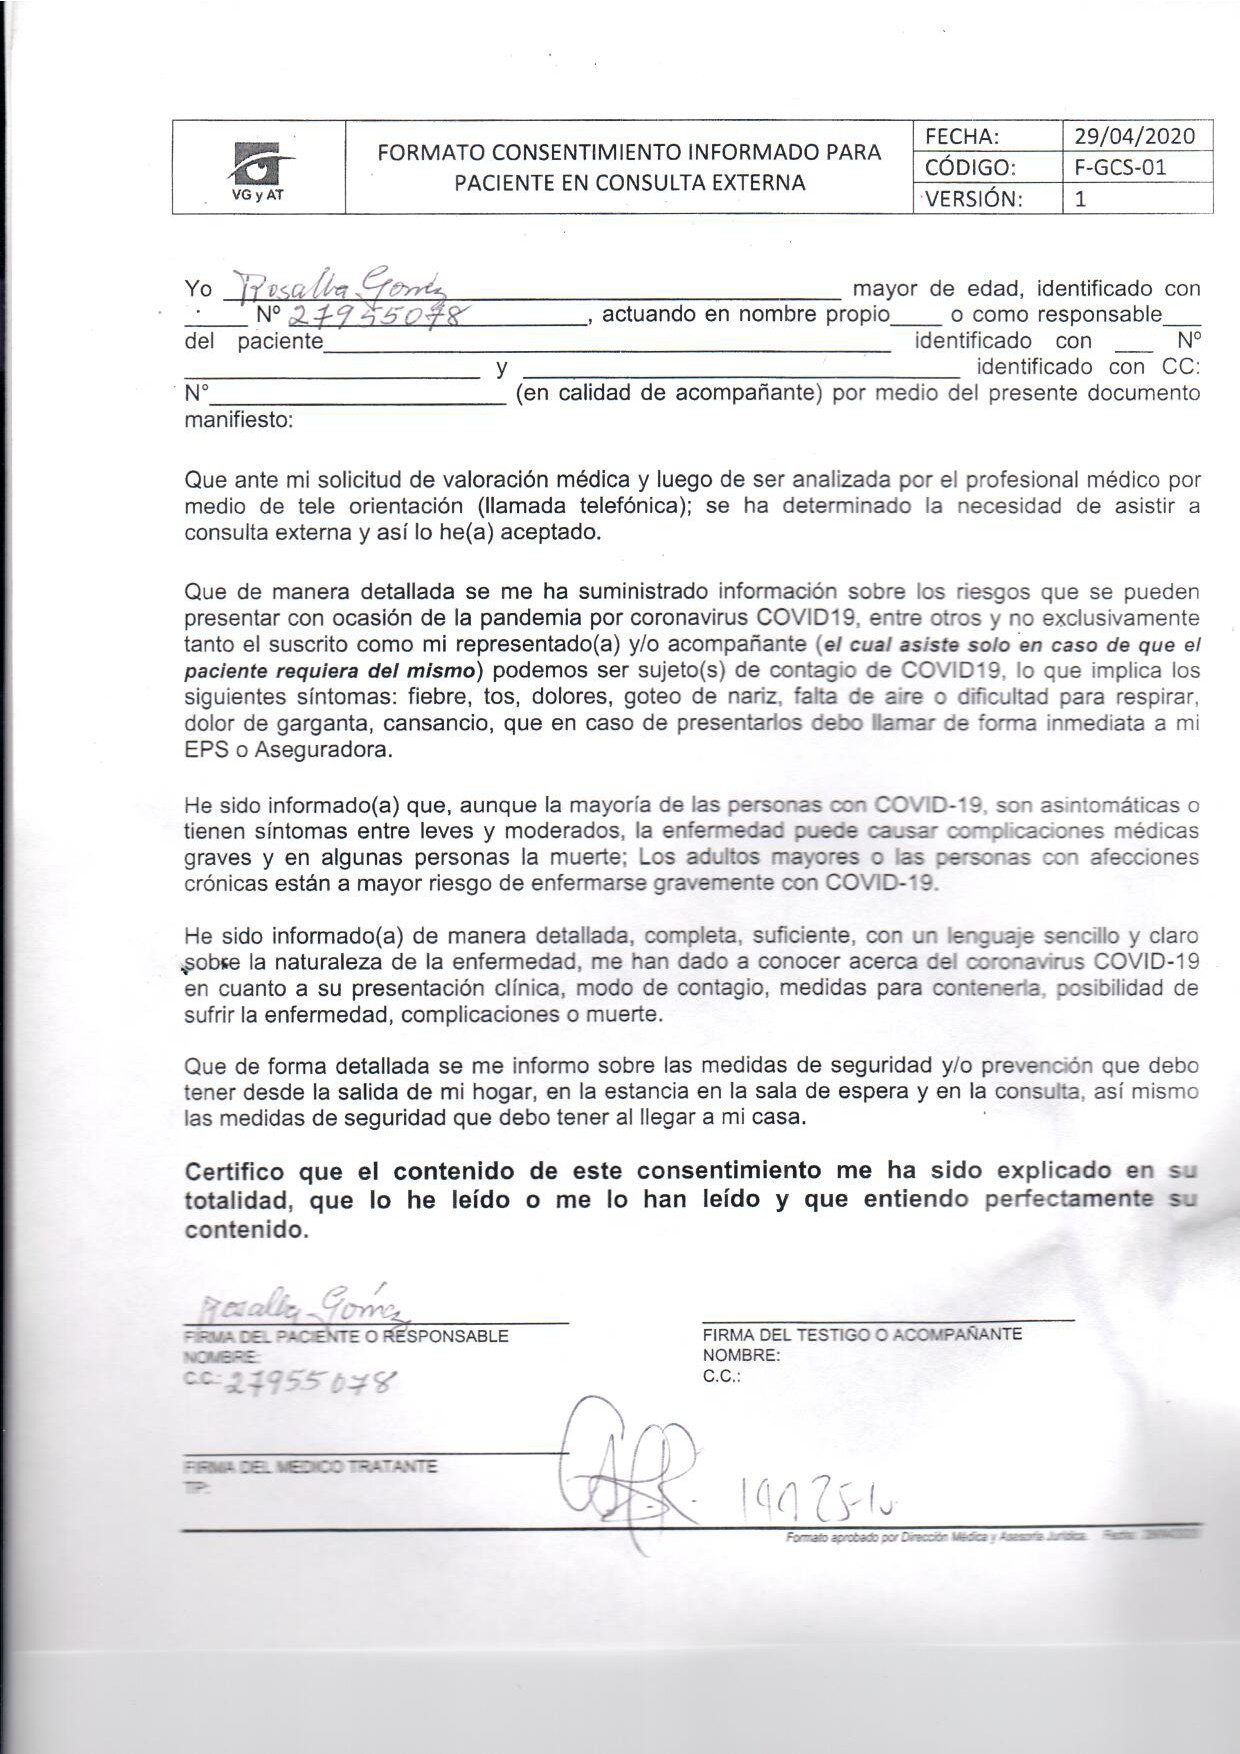 VG y AT
FORMATO CONSENTIMIENTO INFORMADO PARA
PACIENTE EN CONSULTA EXTERNA
FECHA: 29/04/2020
CÓDIGO: F-GCS-01
VERSIÓN: 1
Yo Rosalba Gómez mayor de edad, identificado con
____ Nº 27955078, actuando en nombre propio____ o como responsable___
del paciente____ identificado con ___ Nº
____ y ____ identificado con CC:
N°____ (en calidad de acompañante) por medio del presente documento
manifiesto:
Que ante mi solicitud de valoración médica y luego de ser analizada por el profesional médico por
medio de tele orientación (llamada telefónica); se ha determinado la necesidad de asistir a
consulta externa y así lo he(a) aceptado.
Que de manera detallada se me ha suministrado información sobre los riesgos que se pueden
presentar con ocasión de la pandemia por coronavirus COVID19, entre otros y no exclusivamente
tanto el suscrito como mi representado(a) y/o acompañante (el cual asiste solo en caso de que el
paciente requiera del mismo) podemos ser sujeto(s) de contagio de COVID19, lo que implica los
siguientes síntomas: fiebre, tos, dolores, goteo de nariz, falta de aire o dificultad para respirar,
dolor de garganta, cansancio, que en caso de presentarlos debo llamar de forma inmediata a mi
EPS o Aseguradora.
He sido informado(a) que, aunque la mayoría de las personas con COVID-19, son asintomáticas o
tienen síntomas entre leves y moderados, la enfermedad puede causar complicaciones médicas
graves y en algunas personas la muerte; Los adultos mayores o las personas con afecciones
crónicas están a mayor riesgo de enfermarse gravemente con COVID-19.
He sido informado(a) de manera detallada, completa, suficiente, con un lenguaje sencillo y claro
sobre la naturaleza de la enfermedad, me han dado a conocer acerca del coronavirus COVID-19
en cuanto a su presentación clínica, modo de contagio, medidas para contenerla, posibilidad de
sufrir la enfermedad, complicaciones o muerte.
Que de forma detallada se me informo sobre las medidas de seguridad y/o prevención que debo
tener desde la salida de mi hogar, en la estancia en la sala de espera y en la consulta, así mismo
las medidas de seguridad que debo tener al llegar a mi casa.
Certifico que el contenido de este consentimiento me ha sido explicado en su
totalidad, que lo he leído o me lo han leído y que entiendo perfectamente su
contenido.
Rosalba Gómez
FIRMA DEL PACIENTE O RESPONSABLE
NOMBRE:
C.C.: 27955078
FIRMA DEL TESTIGO O ACOMPAÑANTE
NOMBRE:
C.C.:
FIRMA DEL MEDICO TRATANTE
TP:
Formato aprobado por Dirección Médica y Asesoría Jurídica. Fecha: